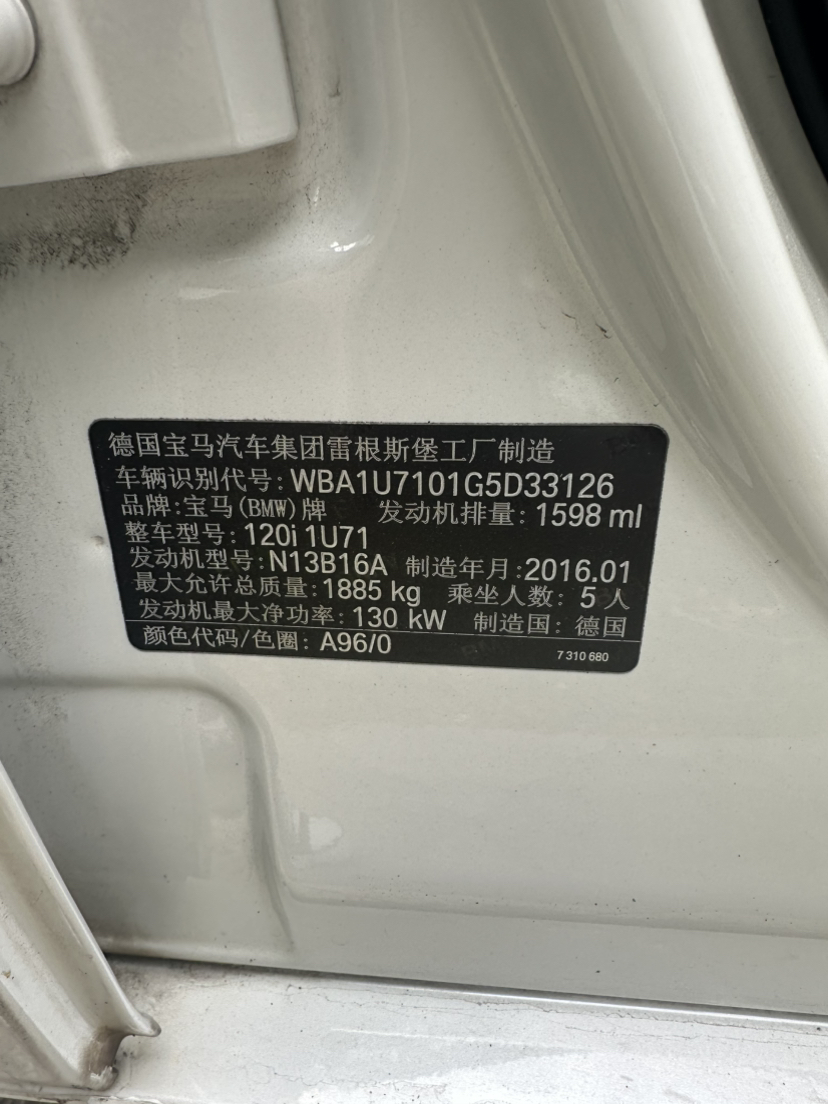 德国宝马汽车集团雷根斯堡工厂制造
车辆识别代号: WBA1U7101G5D33126
品牌: 宝马(BMW)牌 发动机排量: 1598 ml
整车型号: 120i 1U71
发动机型号: N13B16A 制造年月: 2016.01
最大允许总质量: 1885 kg 乘坐人数: 5 人
发动机最大净功率: 130 kW 制造国: 德国
颜色代码/色圈: A96/0 7 310 680